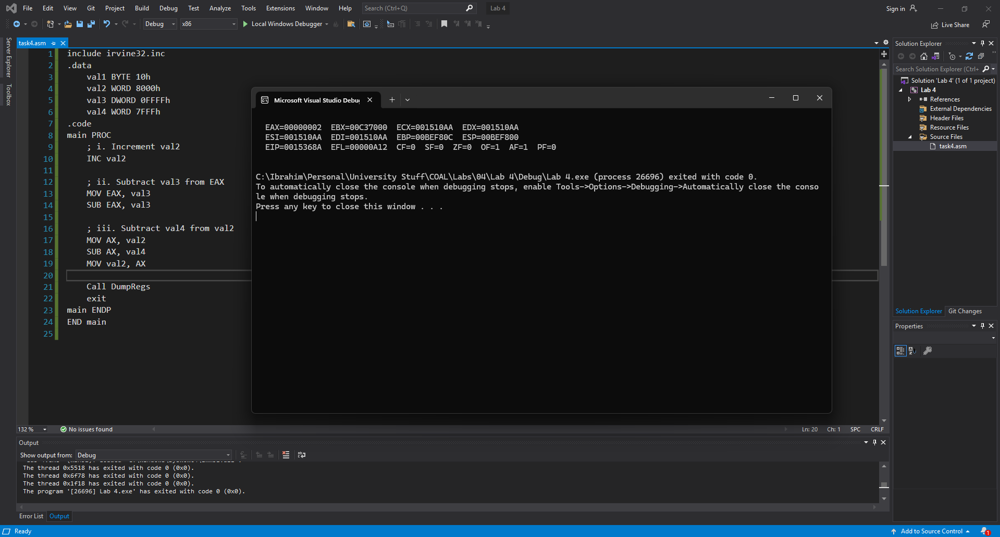 File Edit View Git Project Build Debug Test Analyze Tools Extensions Window Help Search (Ctrl+Q) Lab 4 Sign in
Debug x86 Local Windows Debugger Live Share
Server Explorer
Toolbox
task4.asm
1 include irvine32.inc
2 .data
3 val1 BYTE 10h
4 val2 WORD 8000h
5 val3 DWORD 0FFFFh
6 val4 WORD 7FFFh
7 .code
8 main PROC
9 ; i. Increment val2
10 INC val2
11
12 ; ii. Subtract val3 from EAX
13 MOV EAX, val3
14 SUB EAX, val3
15
16 ; iii. Subtract val4 from val2
17 MOV AX, val2
18 SUB AX, val4
19 MOV val2, AX
20
21 Call DumpRegs
22 exit
23 main ENDP
24 END main
25
Microsoft Visual Studio Debu
EAX=00000002 EBX=00C37000 ECX=001510AA EDX=001510AA
ESI=001510AA EDI=001510AA EBP=00BEF80C ESP=00BEF800
EIP=0015368A EFL=00000A12 CF=0 SF=0 ZF=0 OF=1 AF=1 PF=0
C:\Ibrahim\Personal\University Stuff\COAL\Labs\04\Lab 4\Debug\Lab 4.exe (process 26696) exited with code 0.
To automatically close the console when debugging stops, enable Tools->Options->Debugging->Automatically close the conso
le when debugging stops.
Press any key to close this window . . .
132 % No issues found Ln: 20 Ch: 1 SPC CRLF
Output
Show output from: Debug
The thread 0x5518 has exited with code 0 (0x0).
The thread 0x6f78 has exited with code 0 (0x0).
The thread 0x1f18 has exited with code 0 (0x0).
The program '[26696] Lab 4.exe' has exited with code 0 (0x0).
Error List Output
Solution Explorer
Search Solution Explorer (Ctrl+
Solution 'Lab 4' (1 of 1 project)
Lab 4
References
External Dependencies
Header Files
Resource Files
Source Files
task4.asm
Solution Explorer Git Changes
Properties
Ready Add to Source Control 1